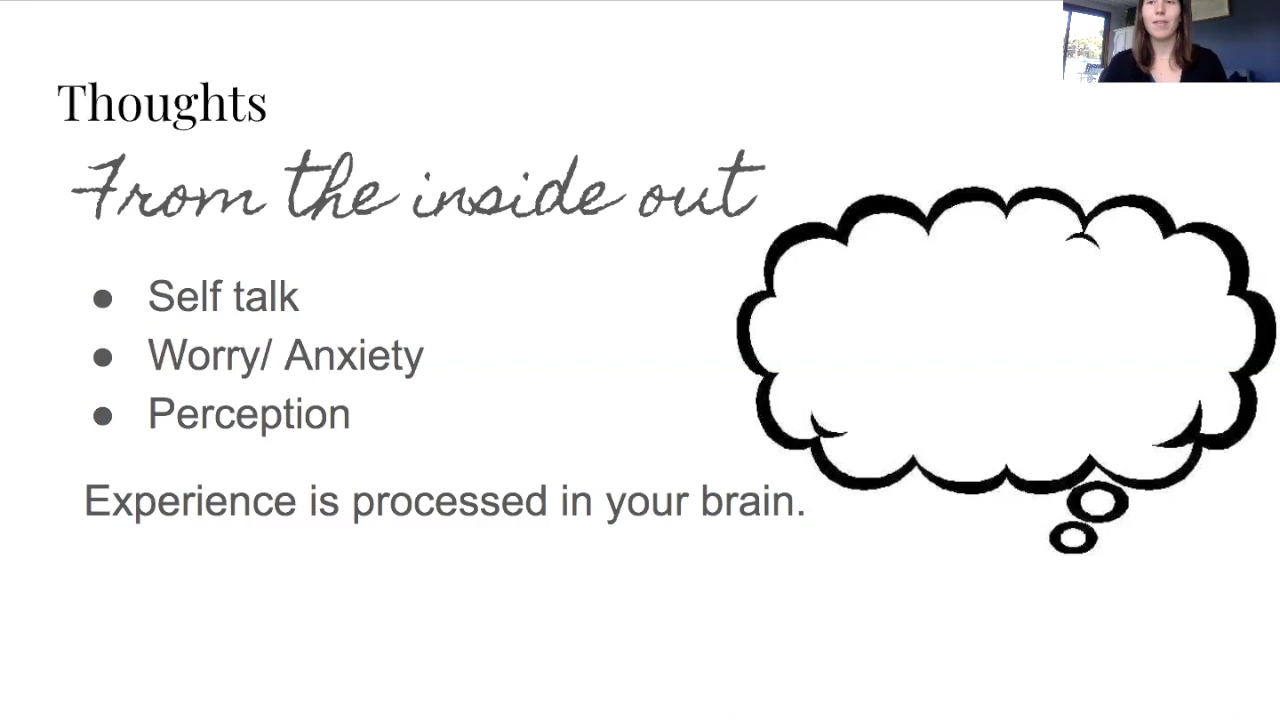 Thoughts
From the inside out
● Self talk
● Worry/ Anxiety
● Perception
Experience is processed in your brain.